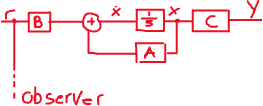 r B + ẋ 1/s x C Y
A
observer